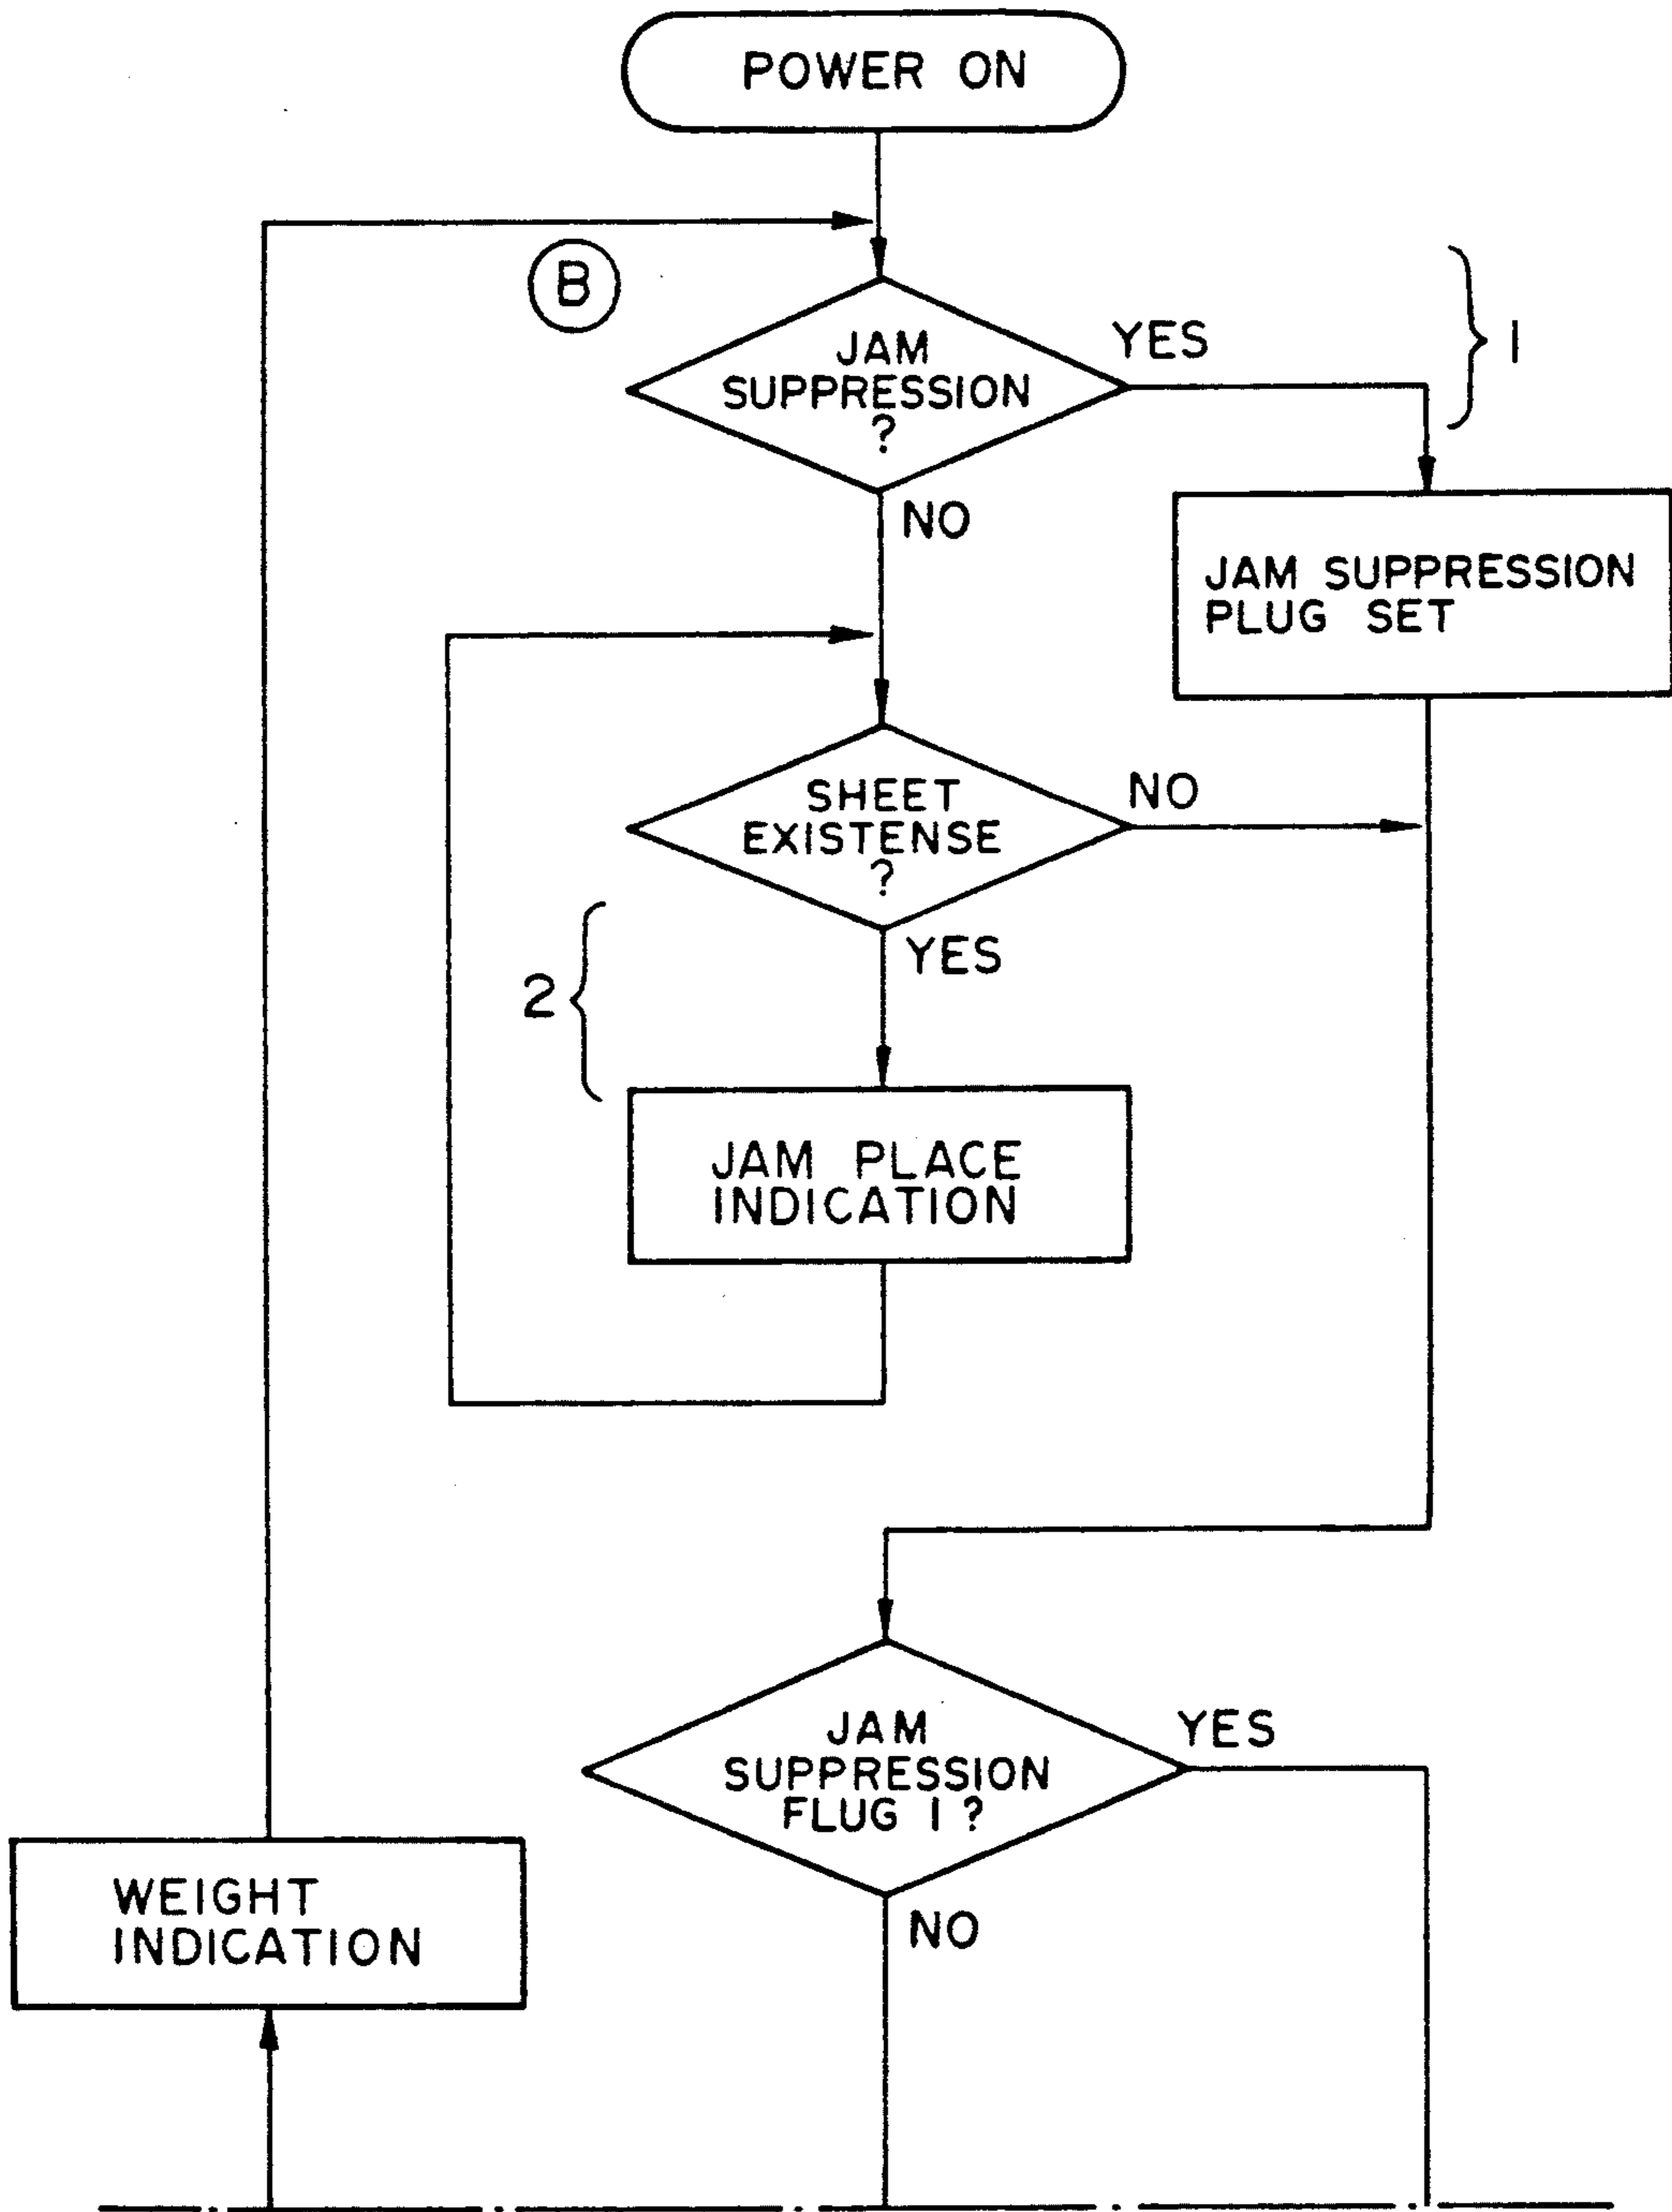 POWER ON
B
JAM
SUPPRESSION
?
YES
1
NO
JAM SUPPRESSION
PLUG SET
SHEET
EXISTENSE
?
NO
YES
2
JAM PLACE
INDICATION
JAM
SUPPRESSION
FLUG 1 ?
YES
NO
WEIGHT
INDICATION